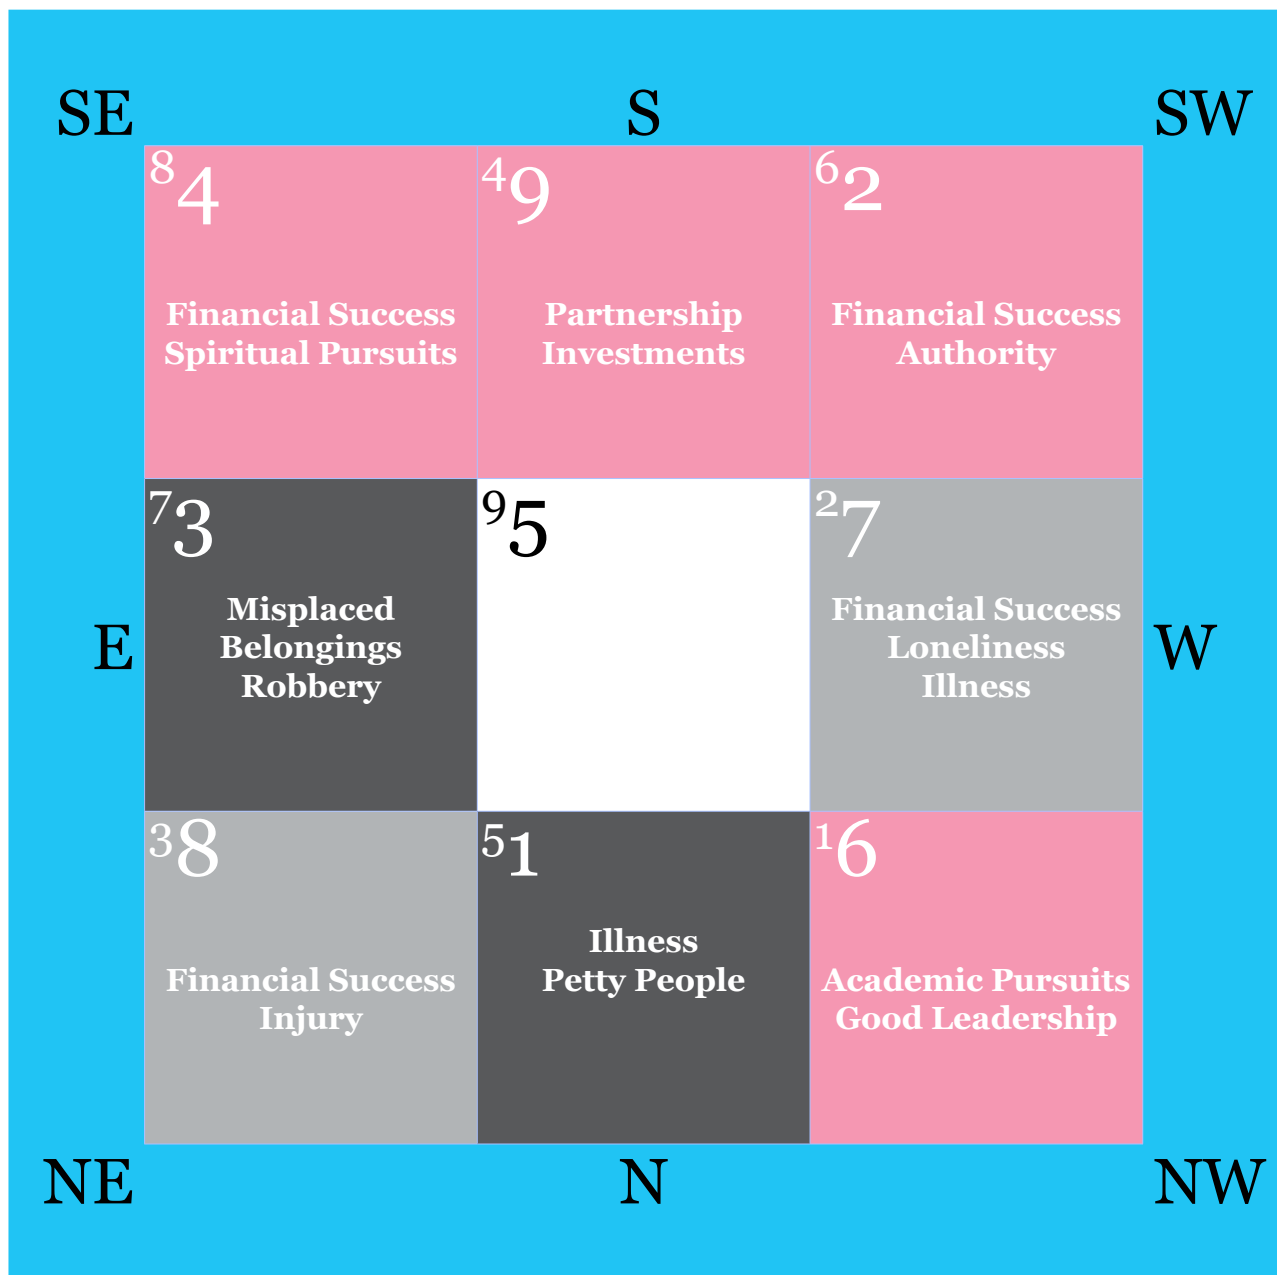 SE S SW
8 4
Financial Success
Spiritual Pursuits
4 9
Partnership
Investments
6 2
Financial Success
Authority
E
7 3
Misplaced
Belongings
Robbery
9 5
2 7
Financial Success
Loneliness
Illness
W
3 8
Financial Success
Injury
5 1
Illness
Petty People
1 6
Academic Pursuits
Good Leadership
NE N NW